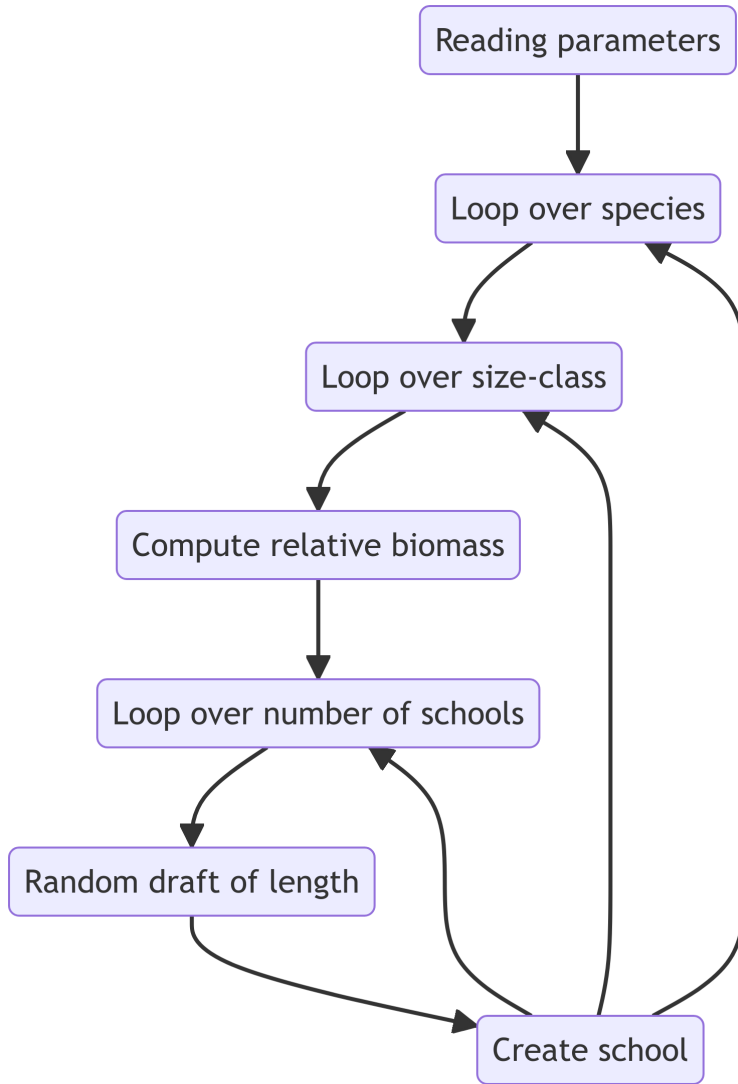 Reading parameters
Loop over species
Loop over size-class
Compute relative biomass
Loop over number of schools
Random draft of length
Create school